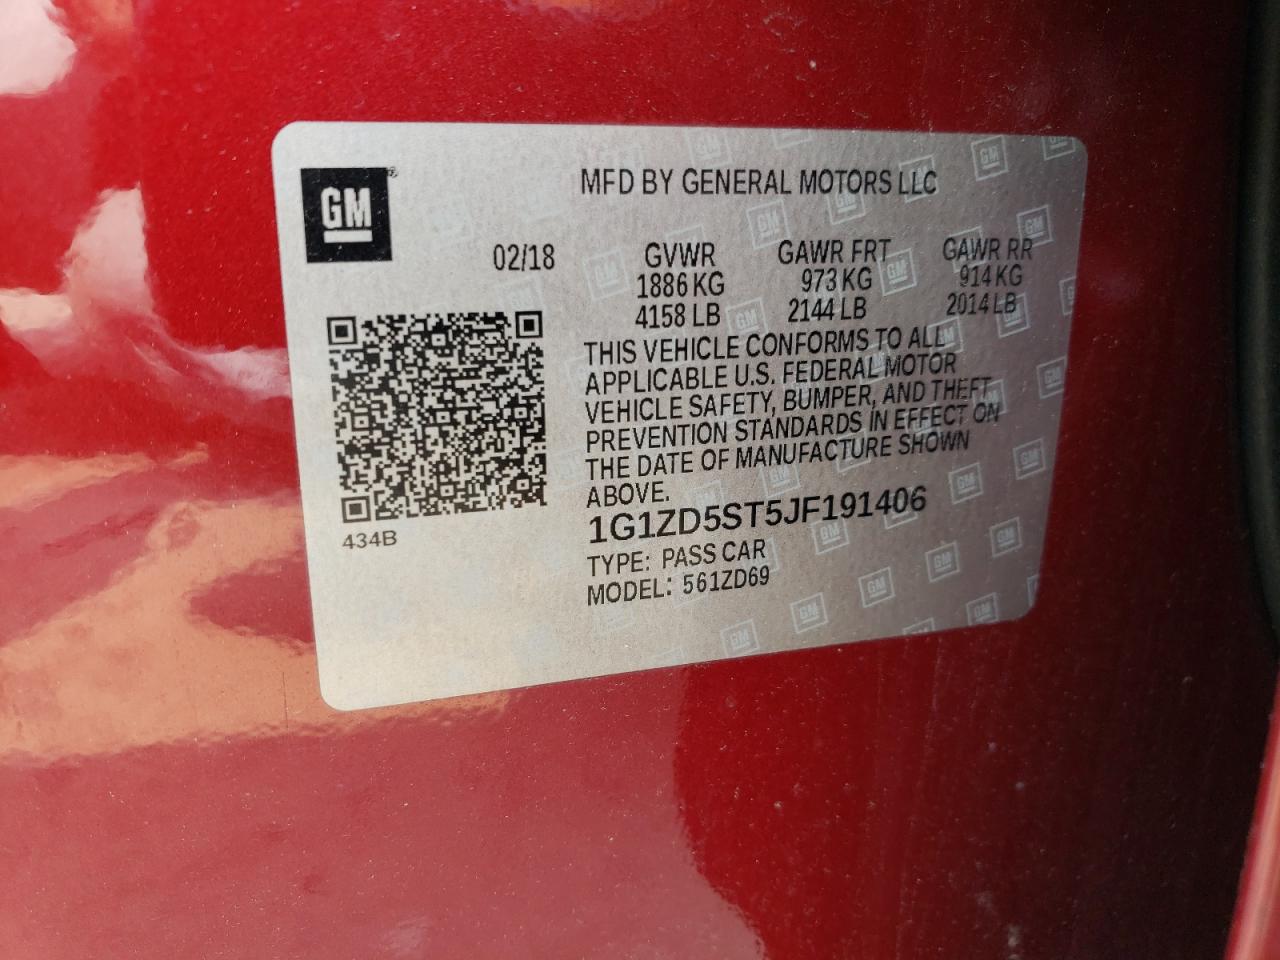 GM
MFD BY GENERAL MOTORS LLC
02/18
GVWR GAWR FRT GAWR RR
1886 KG 973 KG 914 KG
4158 LB 2144 LB 2014 LB
THIS VEHICLE CONFORMS TO ALL
APPLICABLE U.S. FEDERAL MOTOR
VEHICLE SAFETY, BUMPER, AND THEFT
PREVENTION STANDARDS IN EFFECT ON
THE DATE OF MANUFACTURE SHOWN
ABOVE.
1G1ZD5ST5JF191406
TYPE: PASS CAR
MODEL: 561ZD69
434B